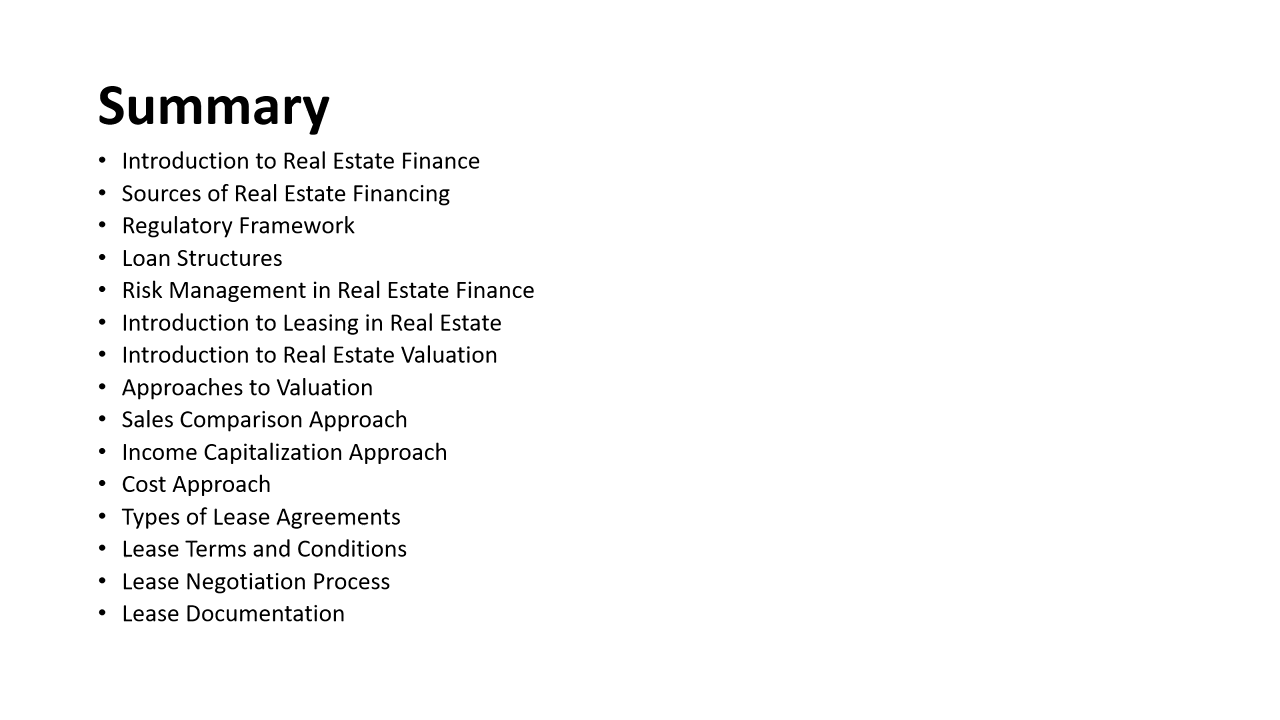 Summary
• Introduction to Real Estate Finance
• Sources of Real Estate Financing
• Regulatory Framework
• Loan Structures
• Risk Management in Real Estate Finance
• Introduction to Leasing in Real Estate
• Introduction to Real Estate Valuation
• Approaches to Valuation
• Sales Comparison Approach
• Income Capitalization Approach
• Cost Approach
• Types of Lease Agreements
• Lease Terms and Conditions
• Lease Negotiation Process
• Lease Documentation